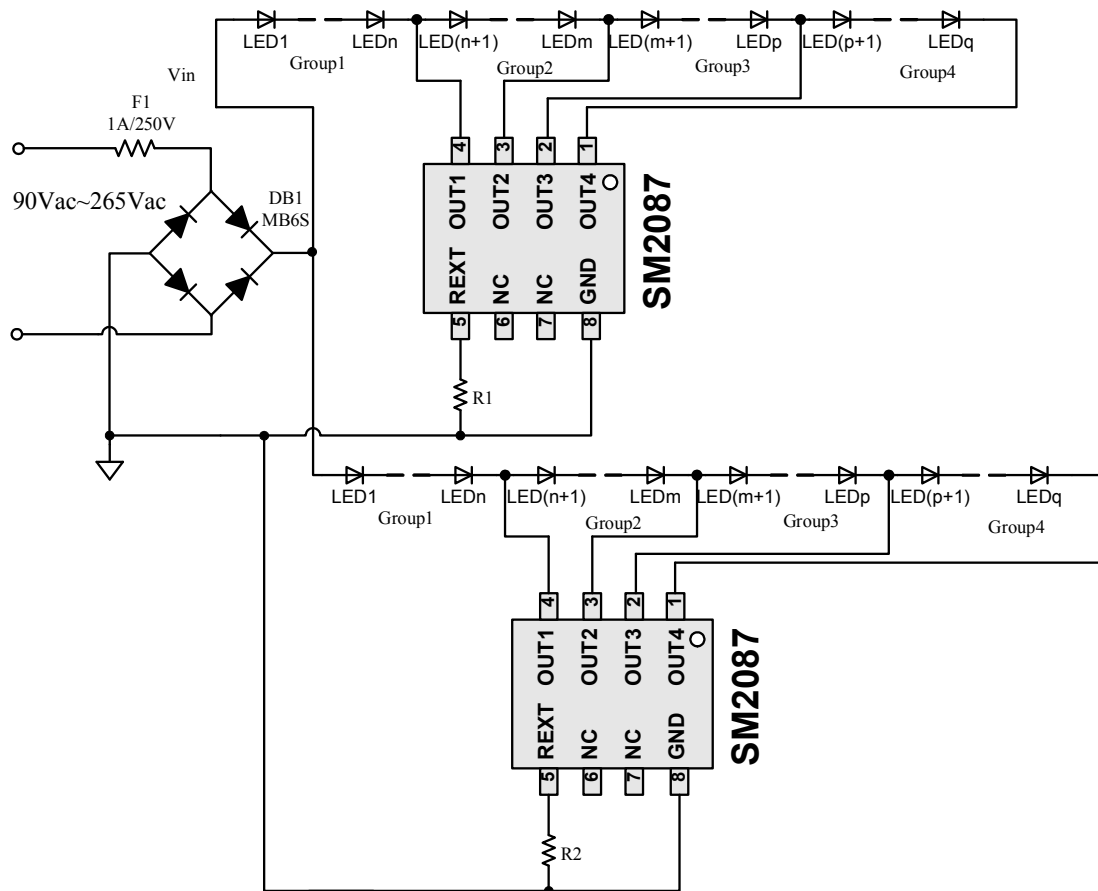 LED1 LEDn LED(n+1) LEDm LED(m+1) LEDp LED(p+1) LEDq
Group1 Group2 Group3 Group4
Vin
F1
1A/250V
90Vac~265Vac
DB1
MB6S
4 3 2 1
OUT1 OUT2 OUT3 OUT4
REXT NC NC GND
5 6 7 8
SM2087
R1
LED1 LEDn LED(n+1) LEDm LED(m+1) LEDp LED(p+1) LEDq
Group1 Group2 Group3 Group4
4 3 2 1
OUT1 OUT2 OUT3 OUT4
REXT NC NC GND
5 6 7 8
SM2087
R2